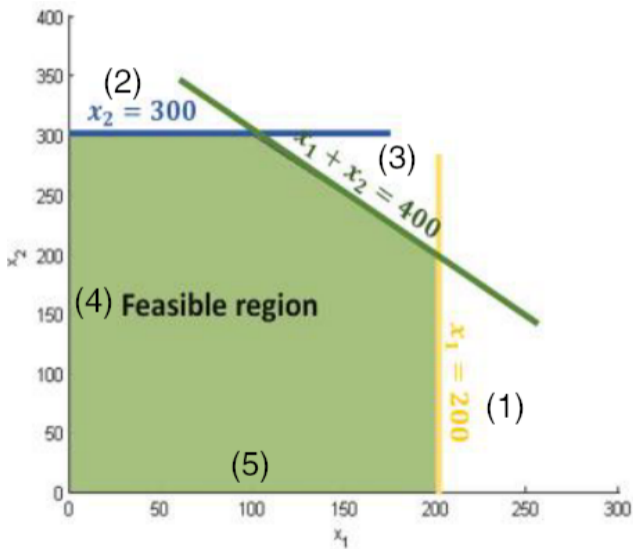 400
350
(2)
x₂ = 300
300
x₁ + x₂ = 400
(3)
250
200
x₂
(4) Feasible region
150
x₁ = 200
(1)
100
50
(5)
0
0 50 100 150 200 250 300
x₁